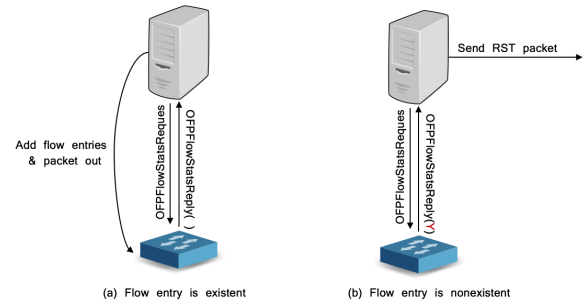 Send RST packet
Add flow entries
& packet out
OFPFlowStatsReques
OFPFlowStatsReply( )
OFPFlowStatsReques
OFPFlowStatsReply(Y)
(a) Flow entry is existent
(b) Flow entry is nonexistent